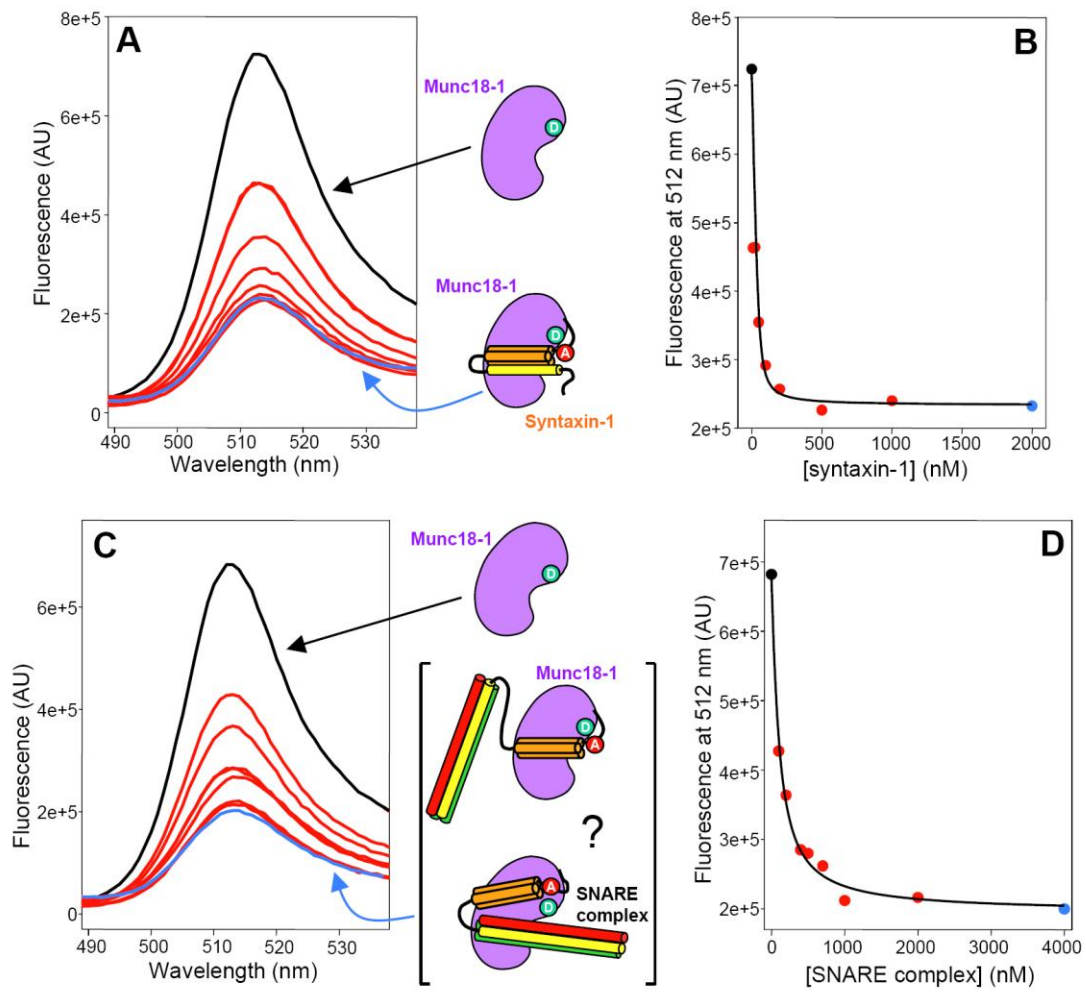 A
8e+5
6e+5
4e+5
2e+5
0
Fluorescence (AU)
490 500 510 520 530
Wavelength (nm)
Munc18-1
D
Munc18-1
D
A
Syntaxin-1
B
7e+5
8e+5
6e+5
5e+5
4e+5
3e+5
2e+5
Fluorescence at 512 nm (AU)
0 500 1000 1500 2000
[syntaxin-1] (nM)
C
6e+5
4e+5
2e+5
0
Fluorescence (AU)
490 500 510 520 530
Wavelength (nm)
Munc18-1
D
Munc18-1
D
A
?
A
D
SNARE
complex
D
7e+5
6e+5
5e+5
4e+5
3e+5
2e+5
Fluorescence at 512 nm (AU)
0 1000 2000 3000 4000
[SNARE complex] (nM)